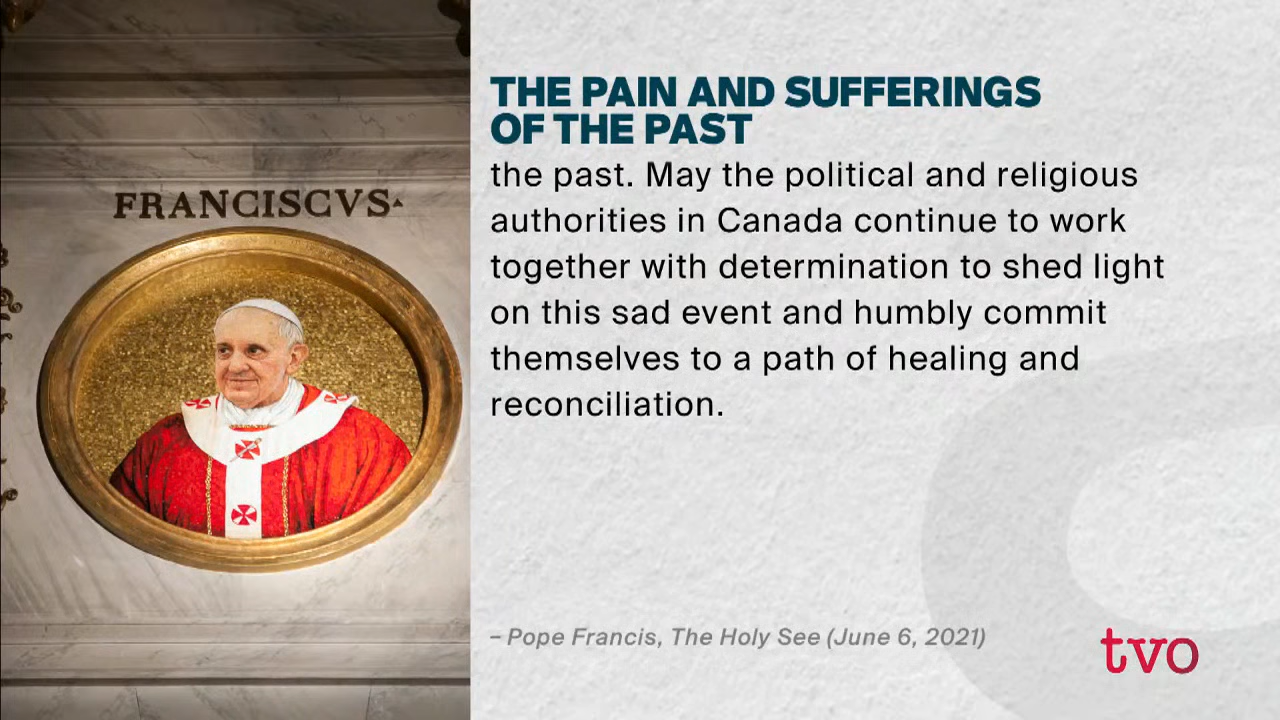 FRANCISCVS
THE PAIN AND SUFFERINGS
OF THE PAST
the past. May the political and religious
authorities in Canada continue to work
together with determination to shed light
on this sad event and humbly commit
themselves to a path of healing and
reconciliation.
– Pope Francis, The Holy See (June 6, 2021)
tvo